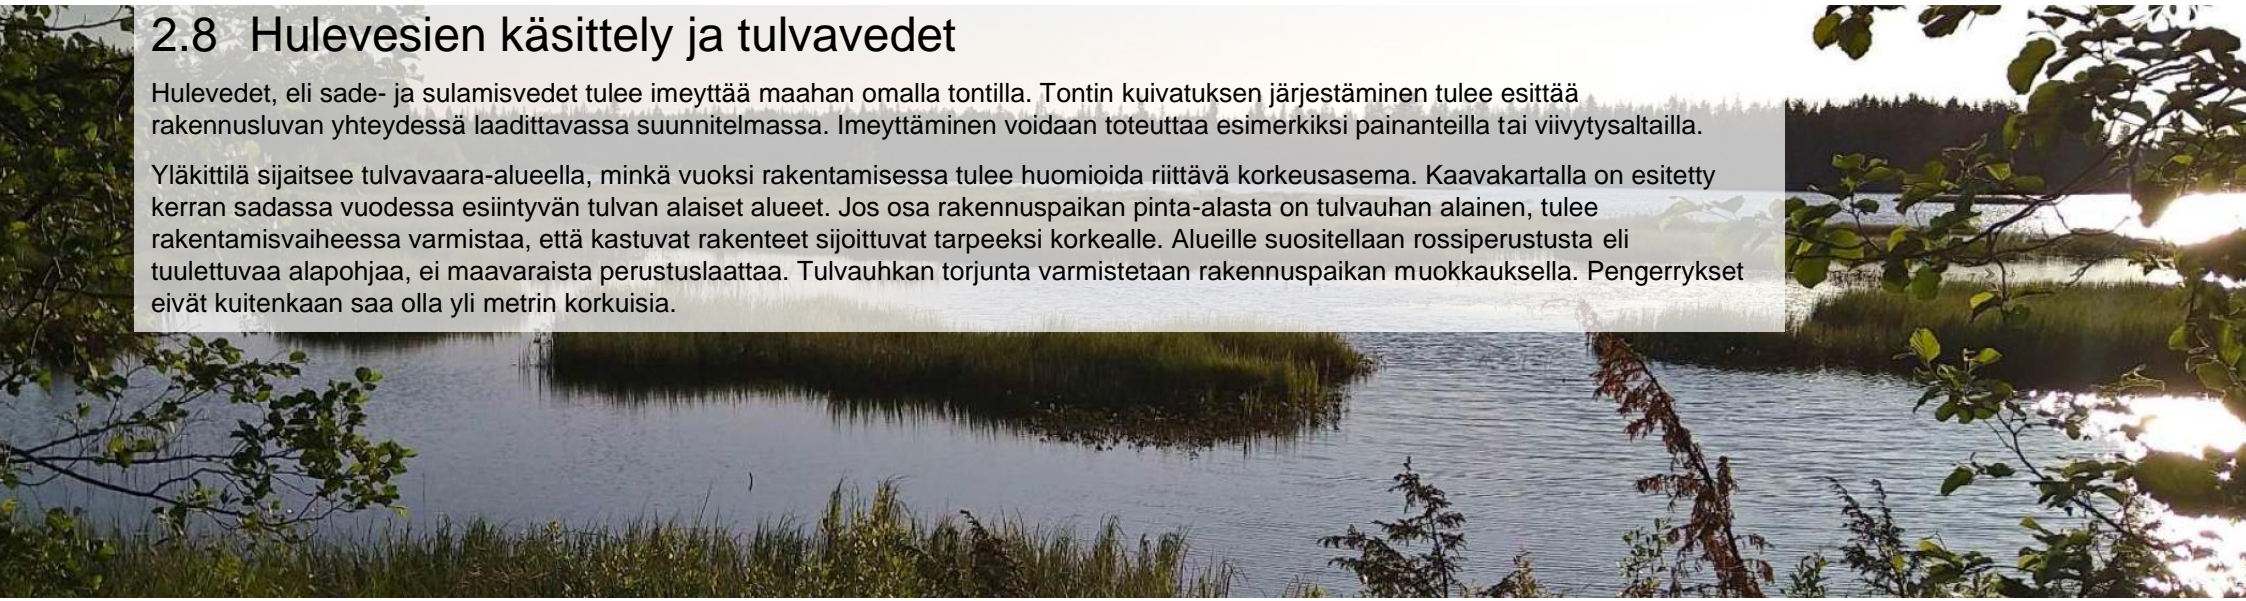 2.8 Hulevesien käsittely ja tulvavedet
Hulevedet, eli sade- ja sulamisvedet tulee imeyttää maahan omalla tontilla. Tontin kuivatuksen järjestäminen tulee esittää
rakennusluvan yhteydessä laadittavassa suunnitelmassa. Imeyttäminen voidaan toteuttaa esimerkiksi painanteilla tai viivytysaltailla.
Yläkittilä sijaitsee tulvavaara-alueella, minkä vuoksi rakentamisessa tulee huomioida riittävä korkeusasema. Kaavakartalla on esitetty
kerran sadassa vuodessa esiintyvän tulvan alaiset alueet. Jos osa rakennuspaikan pinta-alasta on tulvauhan alainen, tulee
rakentamisvaiheessa varmistaa, että kastuvat rakenteet sijoittuvat tarpeeksi korkealle. Alueille suositellaan rossiperustusta eli
tuulettuvaa alapohjaa, ei maavaraista perustuslaattaa. Tulvauhkan torjunta varmistetaan rakennuspaikan muokkauksella. Pengerrykset
eivät kuitenkaan saa olla yli metrin korkuisia.